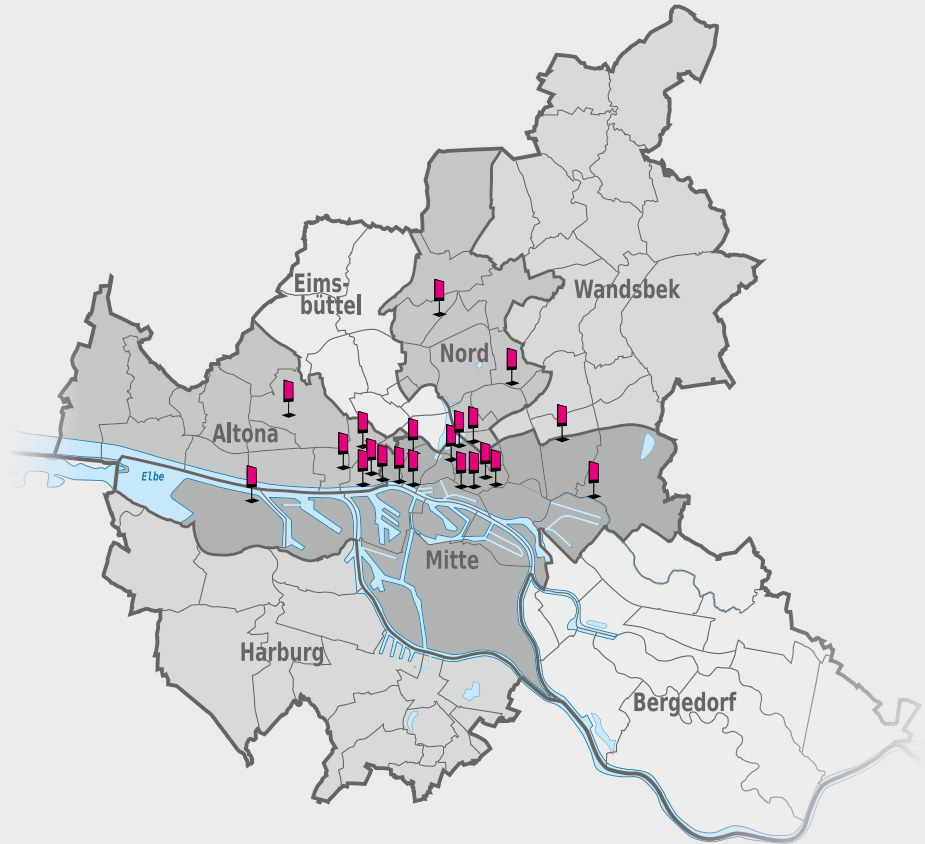 Eims-
büttel
Wandsbek
Nord
Altona
Elbe
Mitte
Harburg
Bergedorf